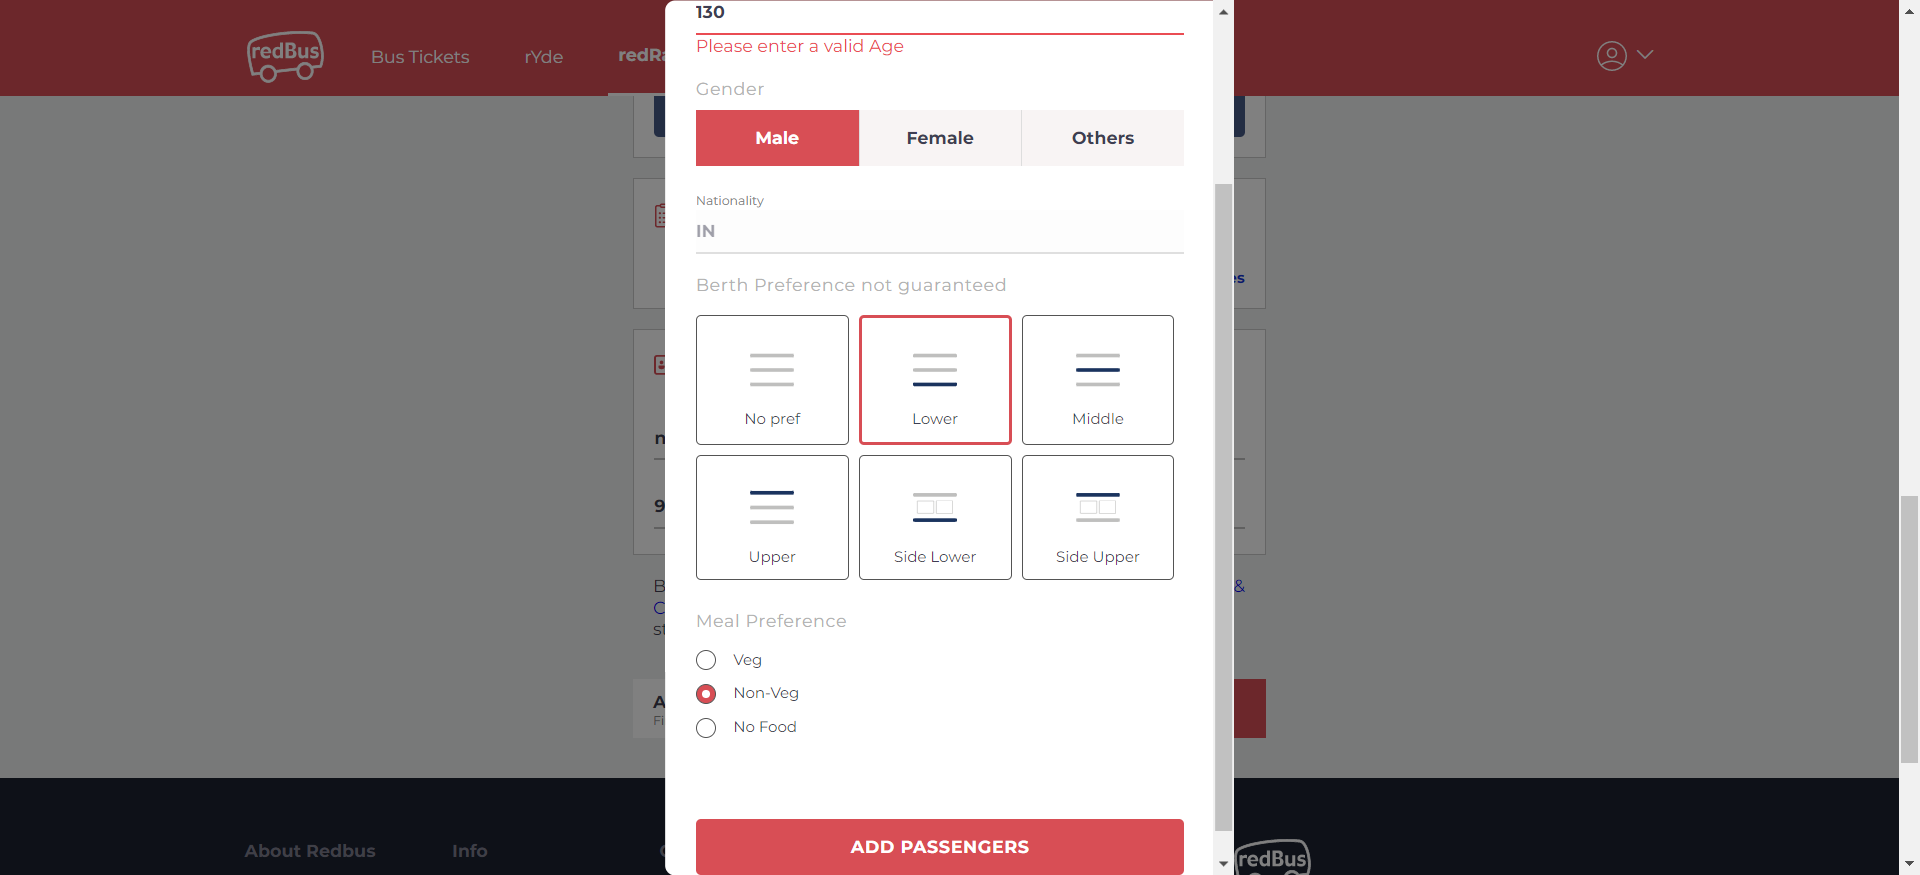 130
Please enter a valid Age
redBus
Bus Tickets
rYde
redRa
Gender
Male
Female
Others
Nationality
IN
Berth Preference not guaranteed
es
No pref
Lower
Middle
Upper
Side Lower
Side Upper
&
Meal Preference
Veg
Non-Veg
No Food
ADD PASSENGERS
About Redbus
Info
redBus